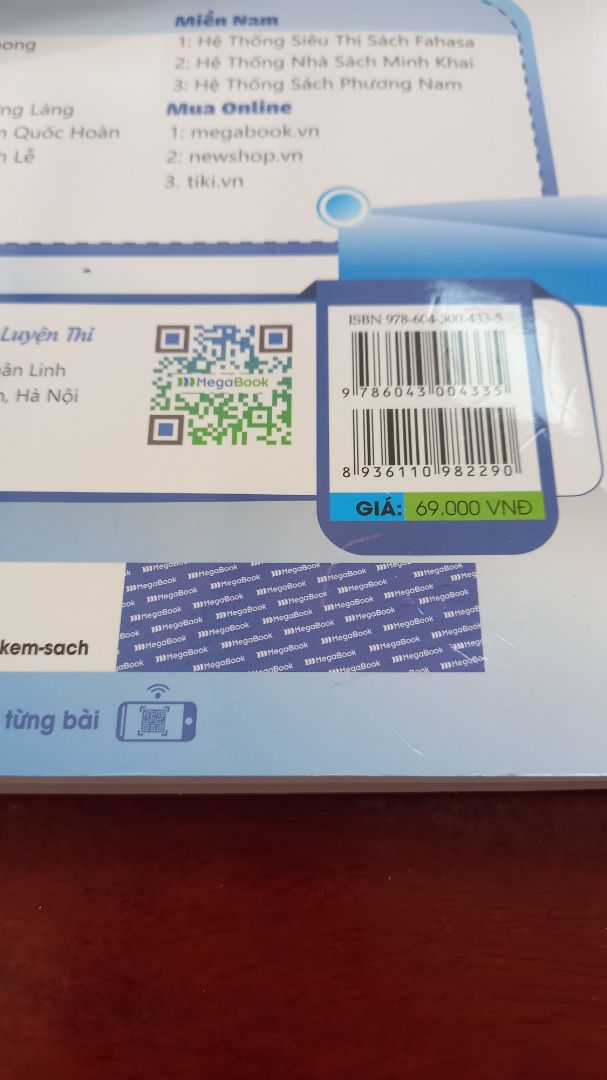 ong
ng Láng
n Quốc Hoàn
h Lễ
Miền Nam
1: Hệ Thống Siêu Thị Sách Fahasa
2: Hệ Thống Nhà Sách Minh Khai
3: Hệ Thống Sách Phương Nam
Mua Online
1: megabook.vn
2: newshop.vn
3. tiki.vn
Luyện Thi
ân Linh
, Hà Nội
MegaBook
ISBN 978-604-300-433-5
9 786043 004335
8 936110 982290
GIÁ: 69.000 VNĐ
kem-sach
MegaBook MegaBook MegaBook MegaBook
từng bài